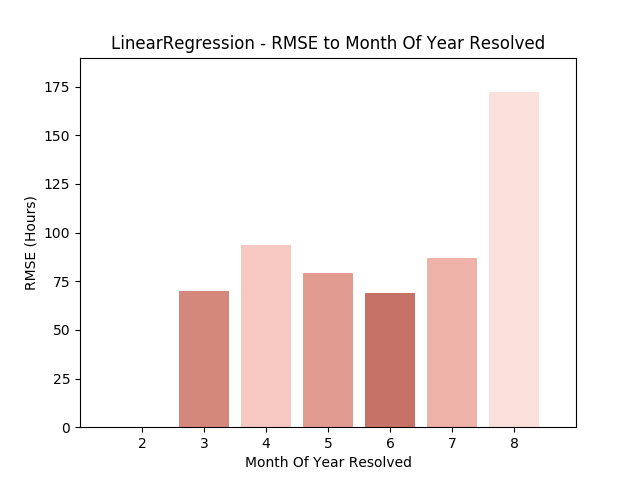 LinearRegression - RMSE to Month Of Year Resolved
175
150
125
100
75
50
25
0
RMSE (Hours)
2 3 4 5 6 7 8
Month Of Year Resolved